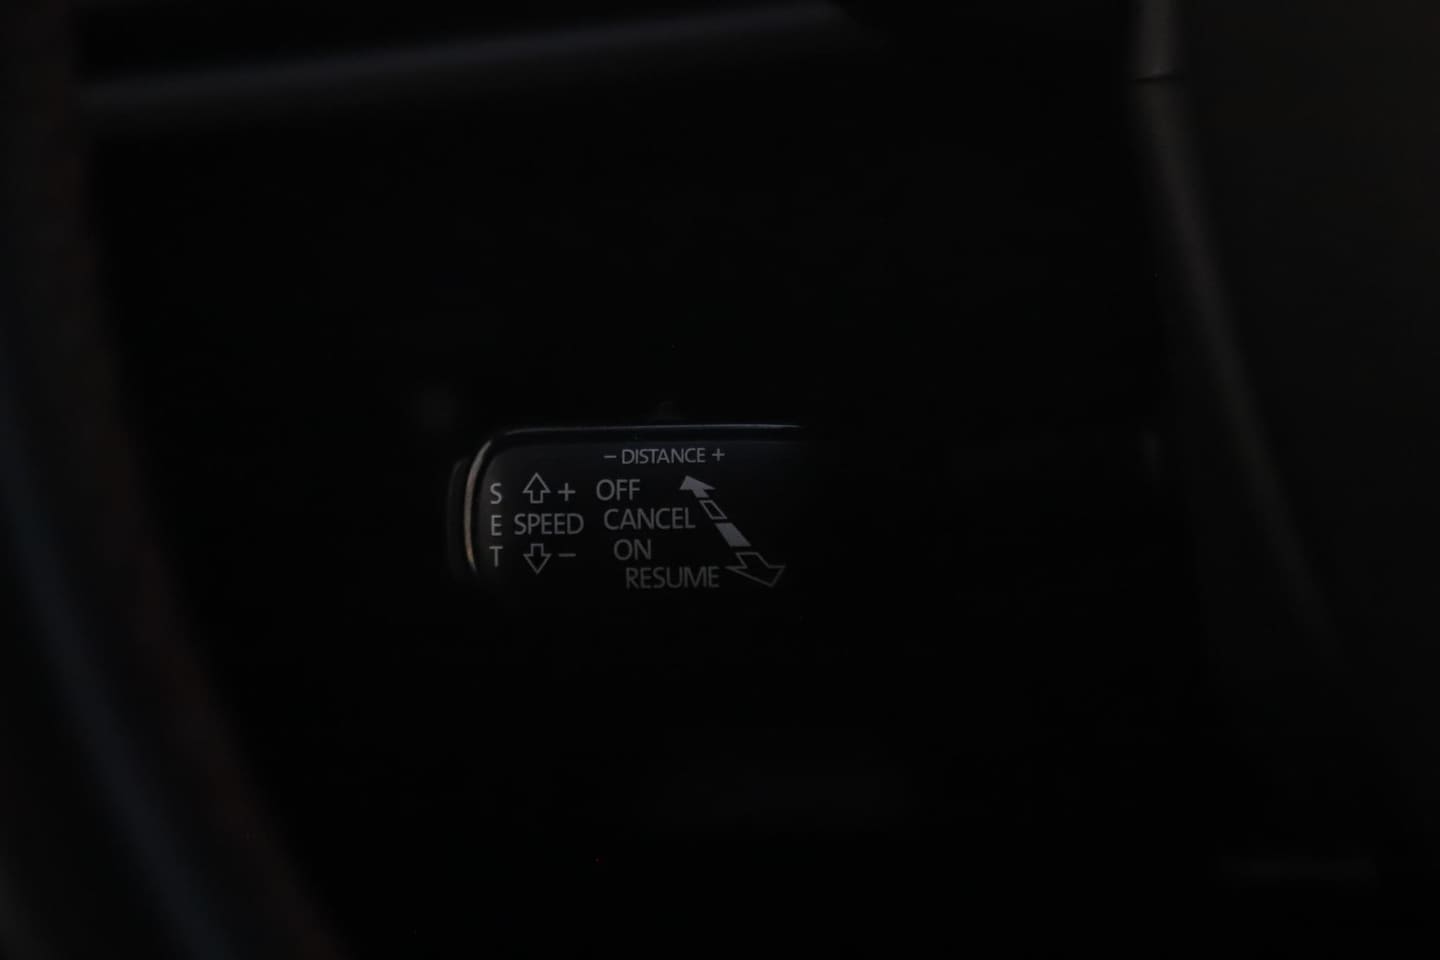 − DISTANCE +
S + OFF
E SPEED CANCEL
T − ON
RESUME